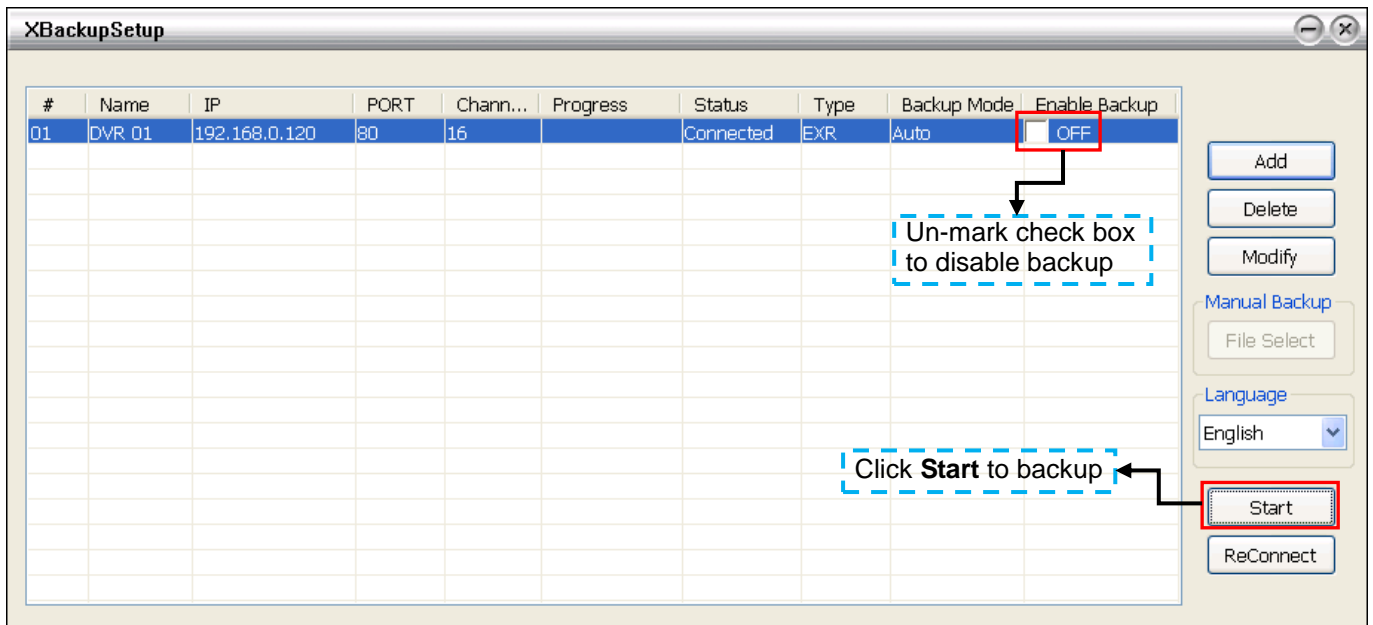 XBackupSetup
# Name IP PORT Chann... Progress Status Type Backup Mode Enable Backup
01 DVR 01 192.168.0.120 80 16 Connected EXR Auto OFF
Add
Un-mark check box
to disable backup
Delete
Modify
Manual Backup
File Select
Language
English
Click Start to backup
Start
ReConnect